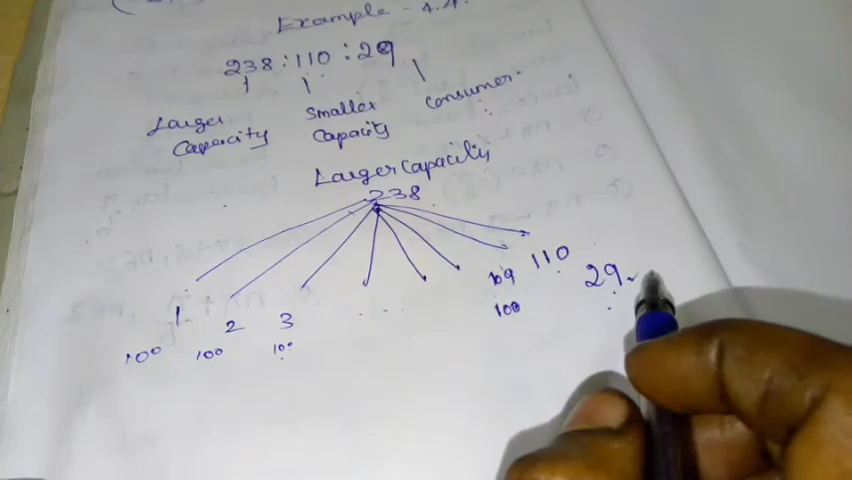 Example - 4.4.
238 : 110 : 29
Larger Smaller Consumer.
Capacity Capacity
Larger Capacity
238
1 2 3 . . . 109 110 29
100 100 100 100